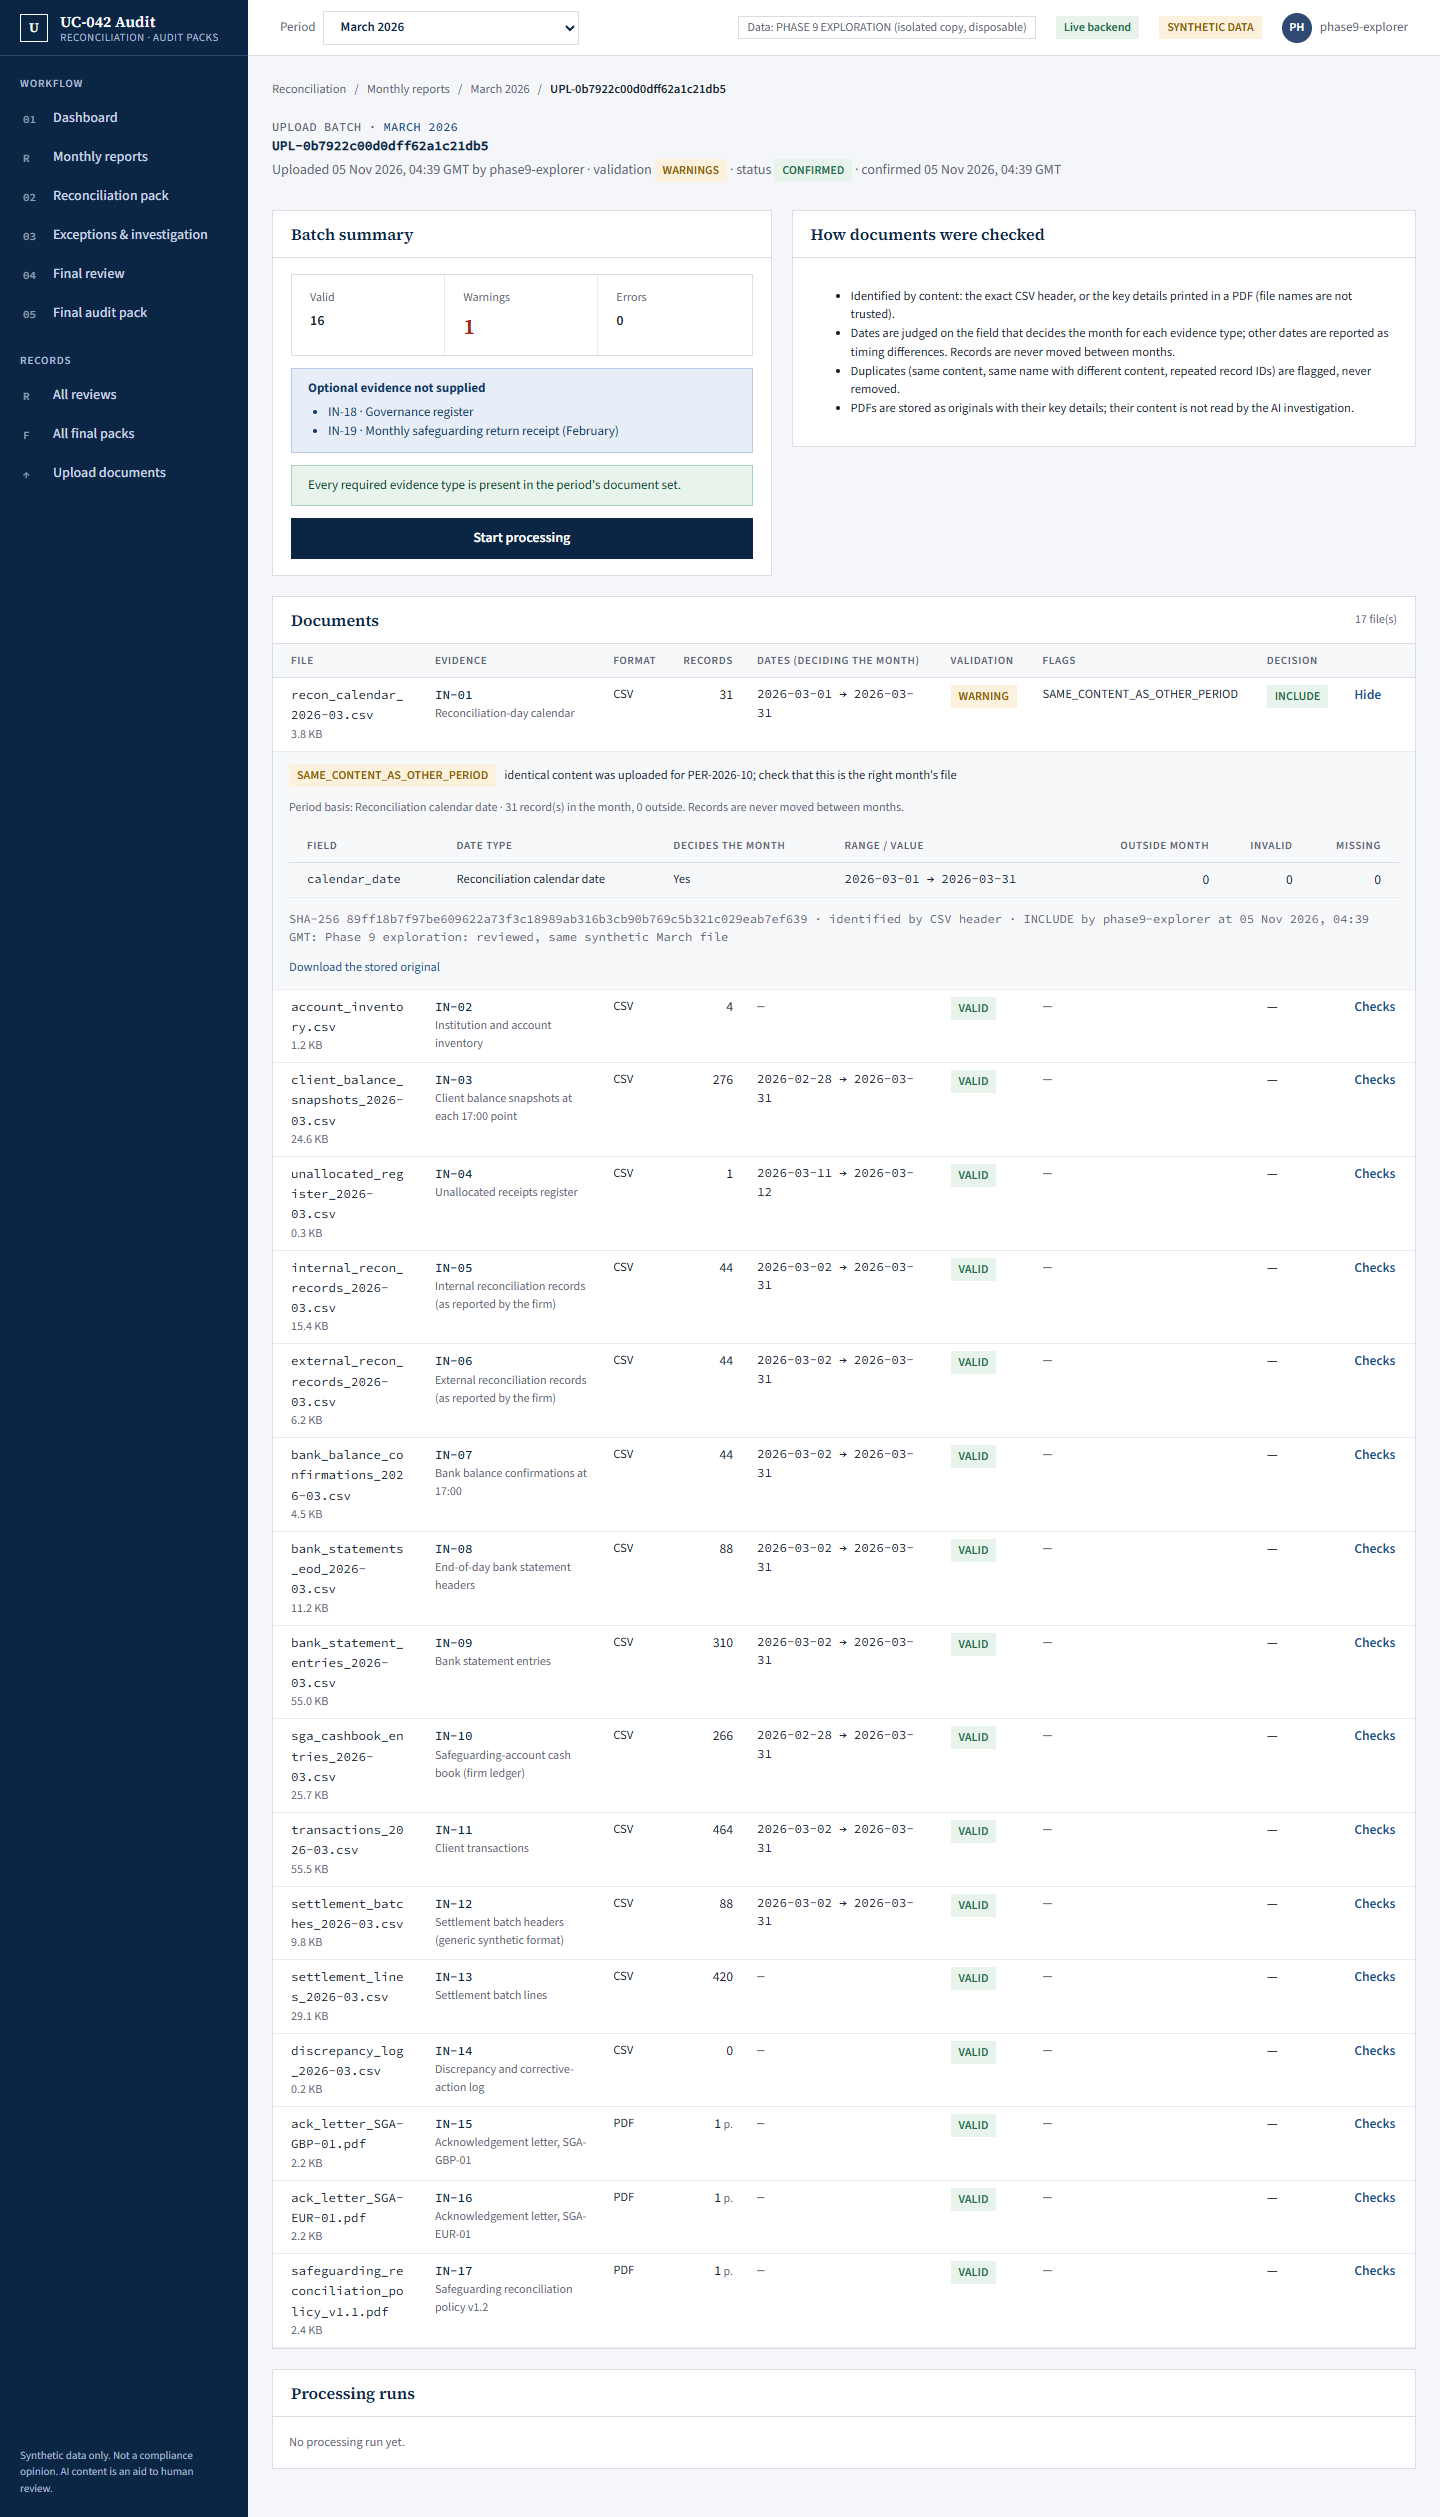 U
UC-042 Audit
RECONCILIATION · AUDIT PACKS
WORKFLOW
01 Dashboard
R Monthly reports
02 Reconciliation pack
03 Exceptions & investigation
04 Final review
05 Final audit pack
RECORDS
R All reviews
F All final packs
↑ Upload documents
Synthetic data only. Not a compliance
opinion. AI content is an aid to human
review.
Period March 2026
Data: PHASE 9 EXPLORATION (isolated copy, disposable)
Live backend
SYNTHETIC DATA
PH phase9-explorer
Reconciliation / Monthly reports / March 2026 / UPL-0b7922c00d0dff62a1c21db5
UPLOAD BATCH · MARCH 2026
UPL-0b7922c00d0dff62a1c21db5
Uploaded 05 Nov 2026, 04:39 GMT by phase9-explorer · validation WARNINGS · status CONFIRMED · confirmed 05 Nov 2026, 04:39 GMT
Batch summary
Valid Warnings Errors
16 1 0
Optional evidence not supplied
• IN-18 · Governance register
• IN-19 · Monthly safeguarding return receipt (February)
Every required evidence type is present in the period's document set.
Start processing
How documents were checked
• Identified by content: the exact CSV header, or the key details printed in a PDF (file names are not
trusted).
• Dates are judged on the field that decides the month for each evidence type; other dates are reported as
timing differences. Records are never moved between months.
• Duplicates (same content, same name with different content, repeated record IDs) are flagged, never
removed.
• PDFs are stored as originals with their key details; their content is not read by the AI investigation.
Documents 17 file(s)
FILE EVIDENCE FORMAT RECORDS DATES (DECIDING THE MONTH) VALIDATION FLAGS DECISION
recon_calendar_ IN-01 CSV 31 2026-03-01 → 2026-03- WARNING SAME_CONTENT_AS_OTHER_PERIOD INCLUDE Hide
2026-03.csv Reconciliation-day calendar 31
3.8 KB
SAME_CONTENT_AS_OTHER_PERIOD identical content was uploaded for PER-2026-10; check that this is the right month's file
Period basis: Reconciliation calendar date · 31 record(s) in the month, 0 outside. Records are never moved between months.
FIELD DATE TYPE DECIDES THE MONTH RANGE / VALUE OUTSIDE MONTH INVALID MISSING
calendar_date Reconciliation calendar date Yes 2026-03-01 → 2026-03-31 0 0 0
SHA-256 89ff18b7f97be609622a73f3c18989ab316b3cb90b769c5b321c029eab7ef639 · identified by CSV header · INCLUDE by phase9-explorer at 05 Nov 2026, 04:39
GMT: Phase 9 exploration: reviewed, same synthetic March file
Download the stored original
account_invento IN-02 CSV 4 — VALID — — Checks
ry.csv Institution and account
1.2 KB inventory
client_balance_ IN-03 CSV 276 2026-02-28 → 2026-03- VALID — — Checks
snapshots_2026- Client balance snapshots at 31
03.csv each 17:00 point
24.6 KB
unallocated_reg IN-04 CSV 1 2026-03-11 → 2026-03- VALID — — Checks
ister_2026- Unallocated receipts register 12
03.csv
0.3 KB
internal_recon_ IN-05 CSV 44 2026-03-02 → 2026-03- VALID — — Checks
records_2026- Internal reconciliation records 31
03.csv (as reported by the firm)
15.4 KB
external_recon_ IN-06 CSV 44 2026-03-02 → 2026-03- VALID — — Checks
records_2026- External reconciliation records 31
03.csv (as reported by the firm)
6.2 KB
bank_balance_co IN-07 CSV 44 2026-03-02 → 2026-03- VALID — — Checks
nfirmations_202 Bank balance confirmations at 31
6-03.csv 17:00
4.5 KB
bank_statements IN-08 CSV 88 2026-03-02 → 2026-03- VALID — — Checks
_eod_2026- End-of-day bank statement 31
03.csv headers
11.2 KB
bank_statement_ IN-09 CSV 310 2026-03-02 → 2026-03- VALID — — Checks
entries_2026- Bank statement entries 31
03.csv
55.0 KB
sga_cashbook_en IN-10 CSV 266 2026-02-28 → 2026-03- VALID — — Checks
tries_2026- Safeguarding-account cash 31
03.csv book (firm ledger)
25.7 KB
transactions_20 IN-11 CSV 464 2026-03-02 → 2026-03- VALID — — Checks
26-03.csv Client transactions 31
55.5 KB
settlement_batc IN-12 CSV 88 2026-03-02 → 2026-03- VALID — — Checks
hes_2026-03.csv Settlement batch headers 31
9.8 KB (generic synthetic format)
settlement_line IN-13 CSV 420 — VALID — — Checks
s_2026-03.csv Settlement batch lines
29.1 KB
discrepancy_log IN-14 CSV 0 — VALID — — Checks
_2026-03.csv Discrepancy and corrective-
0.2 KB action log
ack_letter_SGA- IN-15 PDF 1 p. — VALID — — Checks
GBP-01.pdf Acknowledgement letter, SGA-
2.2 KB GBP-01
ack_letter_SGA- IN-16 PDF 1 p. — VALID — — Checks
EUR-01.pdf Acknowledgement letter, SGA-
2.2 KB EUR-01
safeguarding_re IN-17 PDF 1 p. — VALID — — Checks
conciliation_po Safeguarding reconciliation
licy_v1.1.pdf policy v1.2
2.4 KB
Processing runs
No processing run yet.